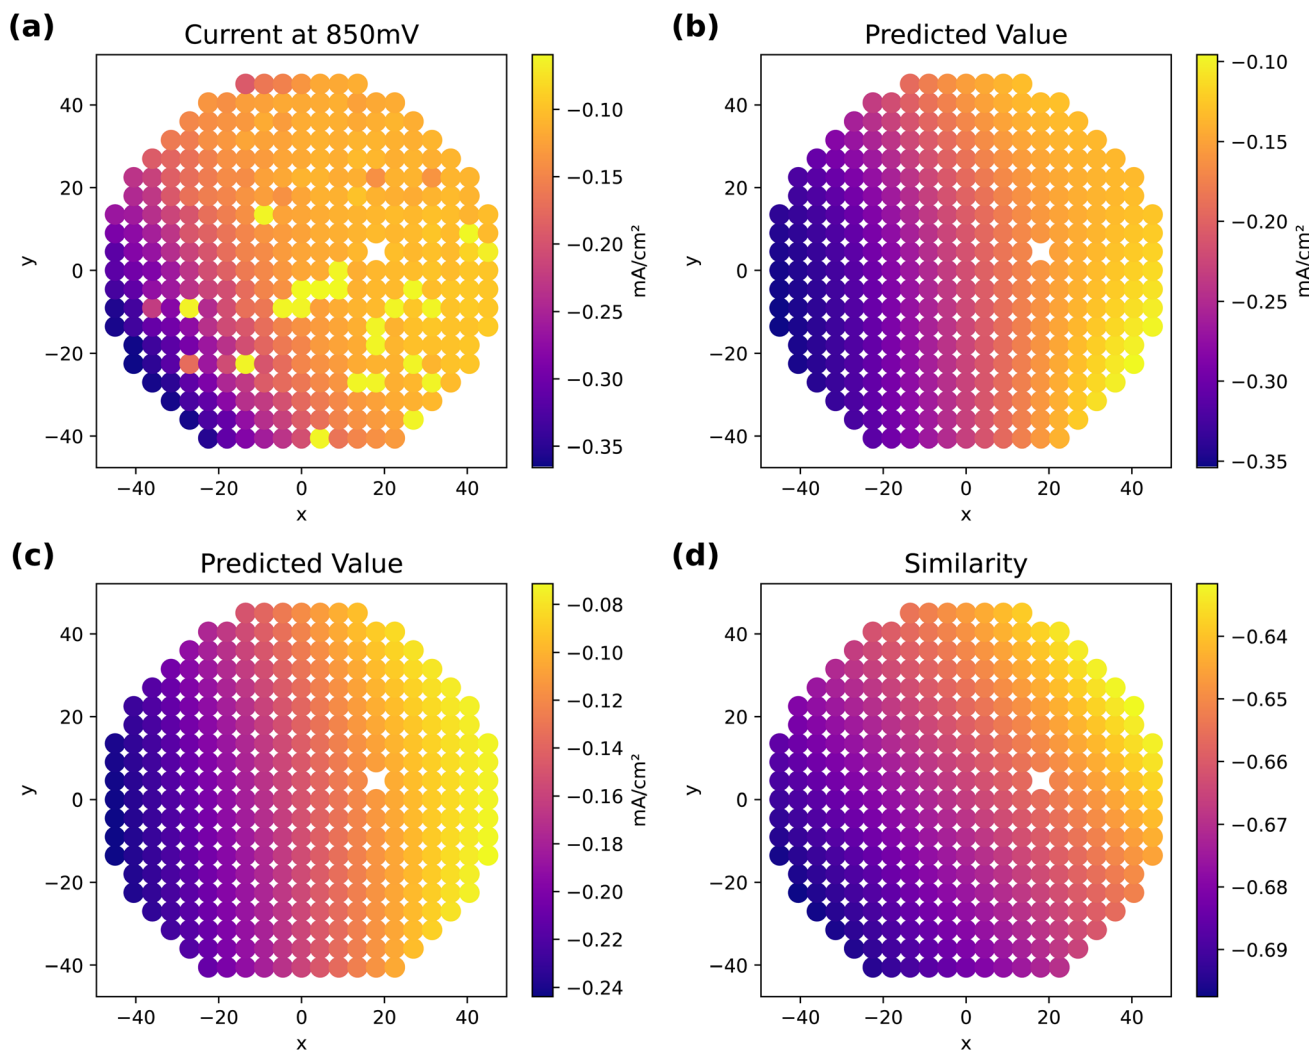 (a)
Current at 850mV
y
40
20
0
−20
−40
−40 −20 0 20 40
x
−0.10
−0.15
−0.20
−0.25
−0.30
−0.35
mA/cm²
(b)
Predicted Value
y
40
20
0
−20
−40
−40 −20 0 20 40
x
−0.10
−0.15
−0.20
−0.25
−0.30
−0.35
mA/cm²
(c)
Predicted Value
y
40
20
0
−20
−40
−40 −20 0 20 40
x
−0.08
−0.10
−0.12
−0.14
−0.16
−0.18
−0.20
−0.22
−0.24
mA/cm²
(d)
Similarity
y
40
20
0
−20
−40
−40 −20 0 20 40
x
−0.64
−0.65
−0.66
−0.67
−0.68
−0.69